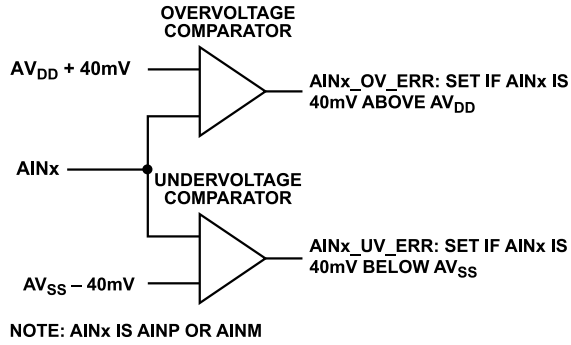 OVERVOLTAGE
COMPARATOR
AVDD + 40mV
AINx_OV_ERR: SET IF AINx IS
40mV ABOVE AVDD
AINx
UNDERVOLTAGE
COMPARATOR
AINx_UV_ERR: SET IF AINx IS
40mV BELOW AVSS
AVSS – 40mV
NOTE: AINx IS AINP OR AINM